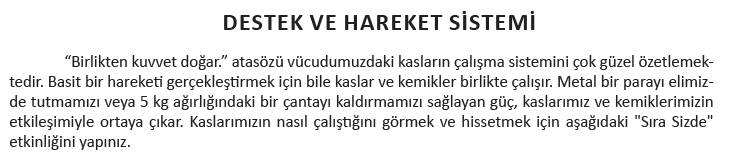 DESTEK VE HAREKET SİSTEMİ
“Birlikten kuvvet doğar.” atasözü vücudumuzdaki kasların çalışma sistemini çok güzel özetlemek-
tedir. Basit bir hareketi gerçekleştirmek için bile kaslar ve kemikler birlikte çalışır. Metal bir parayı elimiz-
de tutmamızı veya 5 kg ağırlığındaki bir çantayı kaldırmamızı sağlayan güç, kaslarımız ve kemiklerimizin
etkileşimiyle ortaya çıkar. Kaslarımızın nasıl çalıştığını görmek ve hissetmek için aşağıdaki "Sıra Sizde"
etkinliğini yapınız.